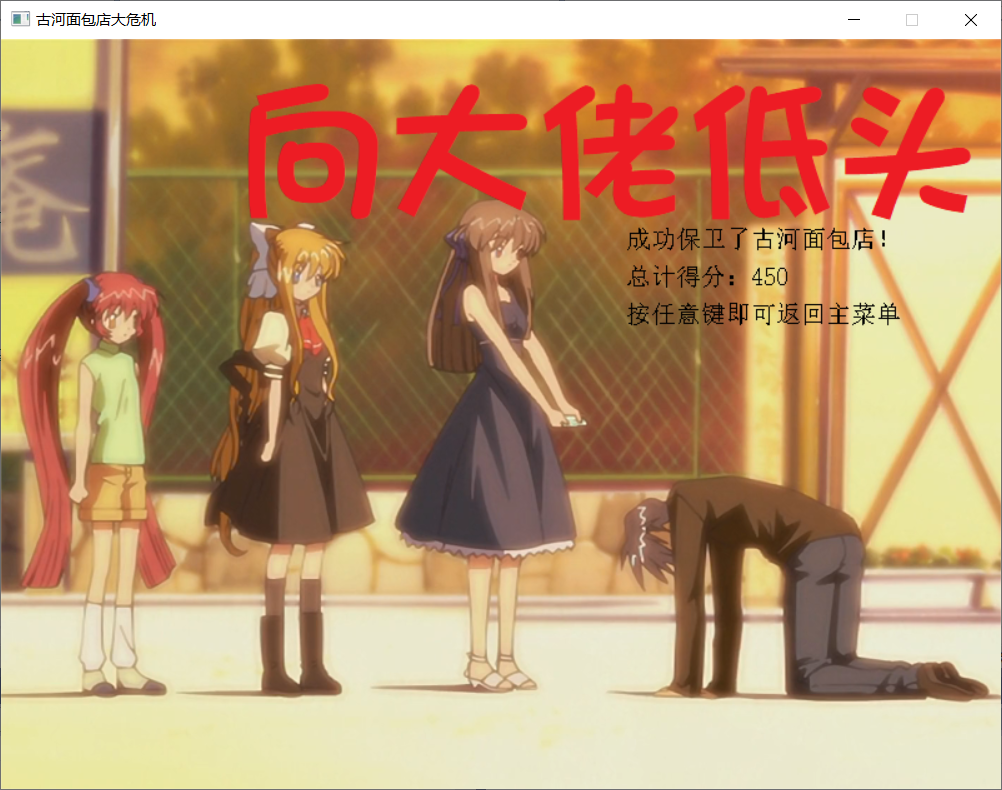 古河面包店大危机
向大佬低头
成功保卫了古河面包店！
总计得分：450
按任意键即可返回主菜单
庵